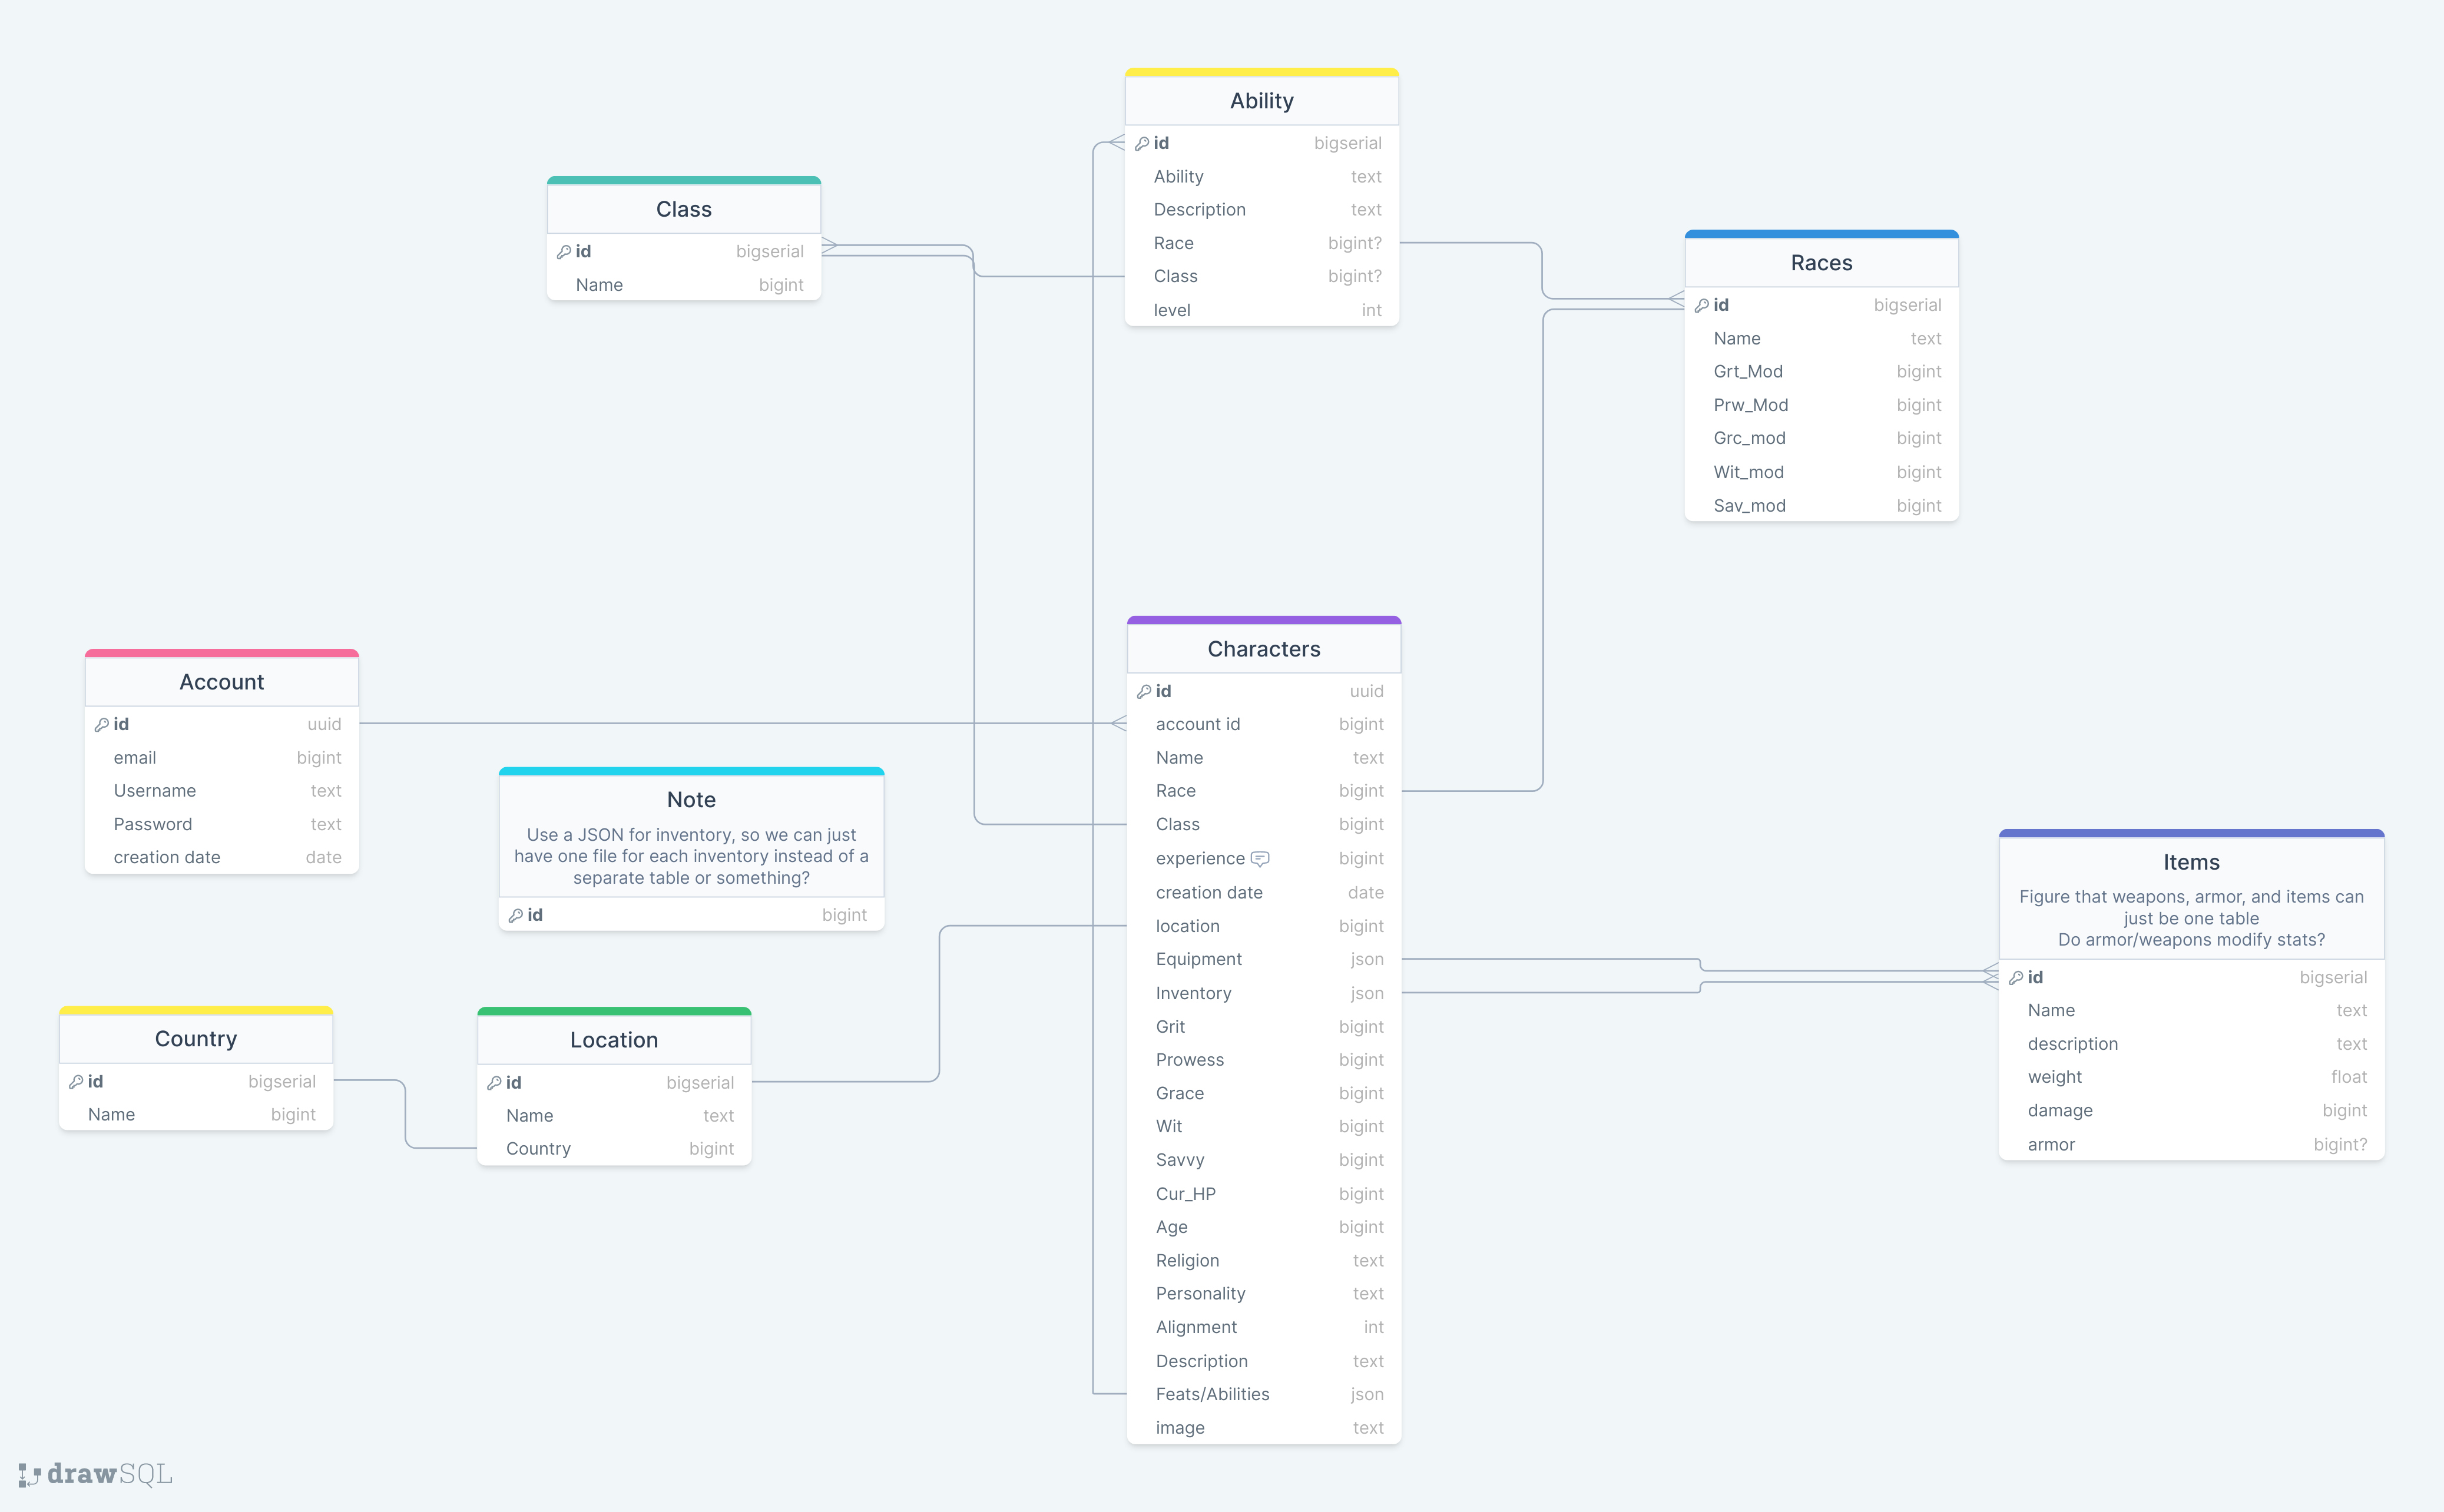 Ability
id bigserial
Ability text
Description text
Race bigint?
Class bigint?
level int
Class
id bigserial
Name bigint
Races
id bigserial
Name text
Grt_Mod bigint
Prw_Mod bigint
Grc_mod bigint
Wit_mod bigint
Sav_mod bigint
Account
id uuid
email bigint
Username text
Password text
creation date date
Note
Use a JSON for inventory, so we can just
have one file for each inventory instead of a
separate table or something?
id bigint
Characters
id uuid
account id bigint
Name text
Race bigint
Class bigint
experience bigint
creation date date
location bigint
Equipment json
Inventory json
Grit bigint
Prowess bigint
Grace bigint
Wit bigint
Savvy bigint
Cur_HP bigint
Age bigint
Religion text
Personality text
Alignment int
Description text
Feats/Abilities json
image text
Items
Figure that weapons, armor, and items can
just be one table
Do armor/weapons modify stats?
id bigserial
Name text
description text
weight float
damage bigint
armor bigint?
Country
id bigserial
Name bigint
Location
id bigserial
Name text
Country bigint
drawSQL